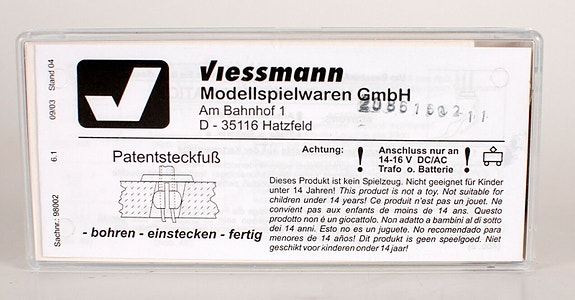 Viessmann
Modellspielwaren GmbH
Am Bahnhof 1
D - 35116 Hatzfeld
Patentsteckfuß
- bohren - einstecken - fertig
Achtung:
! Anschluss nur an !
14-16 V DC/AC
Trafo o. Batterie
Dieses Produkt ist kein Spielzeug. Nicht geeignet für Kinder
unter 14 Jahren! This product is not a toy. Not suitable for
children under 14 years! Ce produit n'est pas un jouet. Ne
convient pas aux enfants de moins de 14 ans. Questo
prodotto non è un giocattolo. Non adatto a bambini al di sotto
dei 14 anni. Esto no es un juguete. No recomendado para
menores de 14 años! Dit produkt is geen speelgoed. Niet
geschikt voor kinderen onder 14 jaar!
Sachnr.: 98002 6.1 09/03 Stand 04